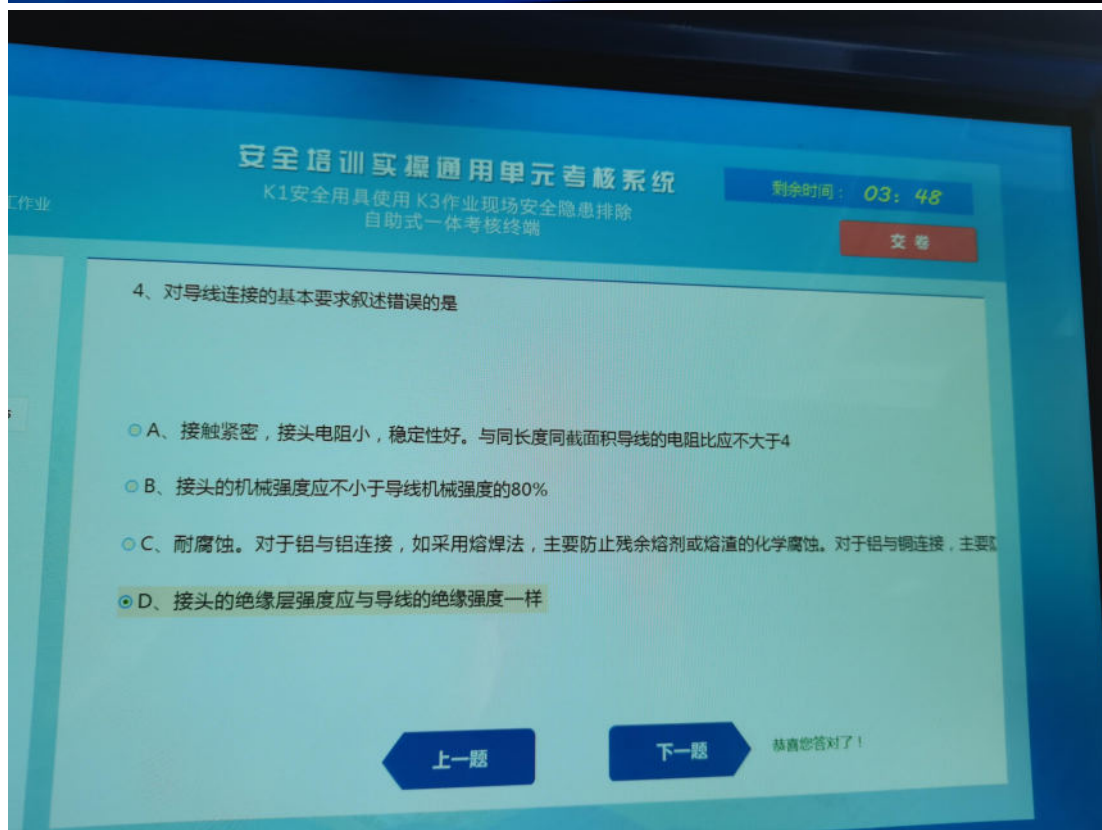 安全培训实操通用单元考核系统
K1安全用具使用 K3作业现场安全隐患排除
自助式一体考核终端
剩余时间： 03：48
交 卷
工作业
4、对导线连接的基本要求叙述错误的是
A、接触紧密，接头电阻小，稳定性好。与同长度同截面积导线的电阻比应不大于4
B、接头的机械强度应不小于导线机械强度的80%
C、耐腐蚀。对于铝与铝连接，如采用熔焊法，主要防止残余熔剂或熔渣的化学腐蚀。对于铝与铜连接，主要
D、接头的绝缘层强度应与导线的绝缘强度一样
上一题
下一题
恭喜您答对了！